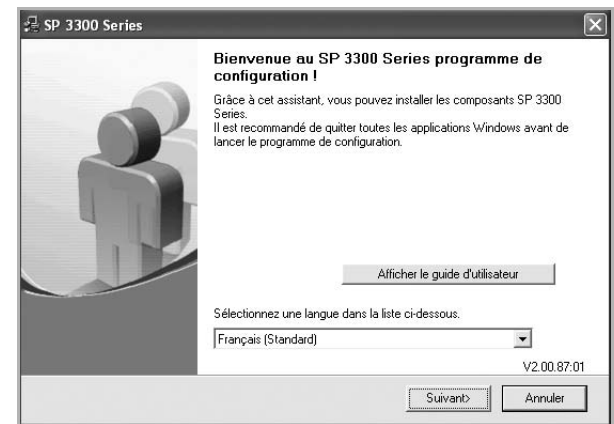 SP 3300 Series
Bienvenue au SP 3300 Series programme de
configuration !
Grâce à cet assistant, vous pouvez installer les composants SP 3300
Series.
Il est recommandé de quitter toutes les applications Windows avant de
lancer le programme de configuration.
Afficher le guide d'utilisateur
Sélectionnez une langue dans la liste ci-dessous.
Français (Standard)
V2.00.87:01
Suivant>
Annuler